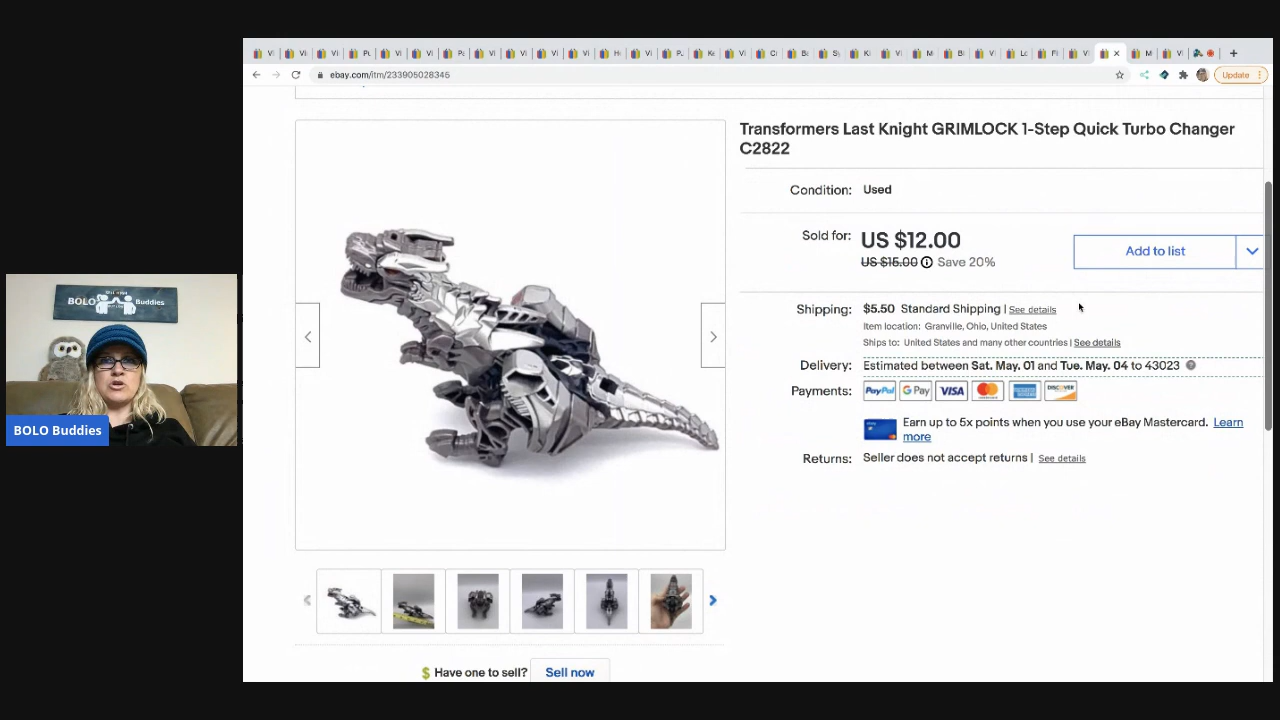 Update
ebay.com/itm/233905028345
Transformers Last Knight GRIMLOCK 1-Step Quick Turbo Changer
C2822
Condition: Used
Sold for: US $12.00
US $15.00 Save 20%
Add to list
Shipping: $5.50 Standard Shipping | See details
Item location: Granville, Ohio, United States
Ships to: United States and many other countries | See details
Delivery: Estimated between Sat. May. 01 and Tue. May. 04 to 43023
Payments: PayPal G Pay VISA
DISCOVER
Earn up to 5x points when you use your eBay Mastercard. Learn
more
Returns: Seller does not accept returns | See details
Have one to sell? Sell now
BOLO Buddies
BOLO Buddies